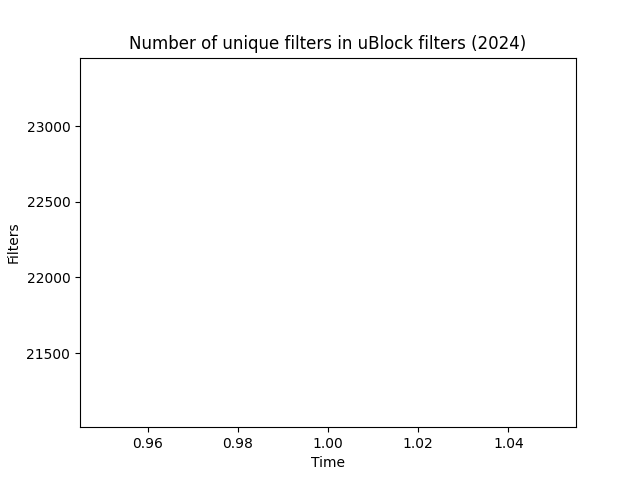 Number of unique filters in uBlock filters (2024)
23000
22500
22000
21500
Filters
0.96 0.98 1.00 1.02 1.04
Time